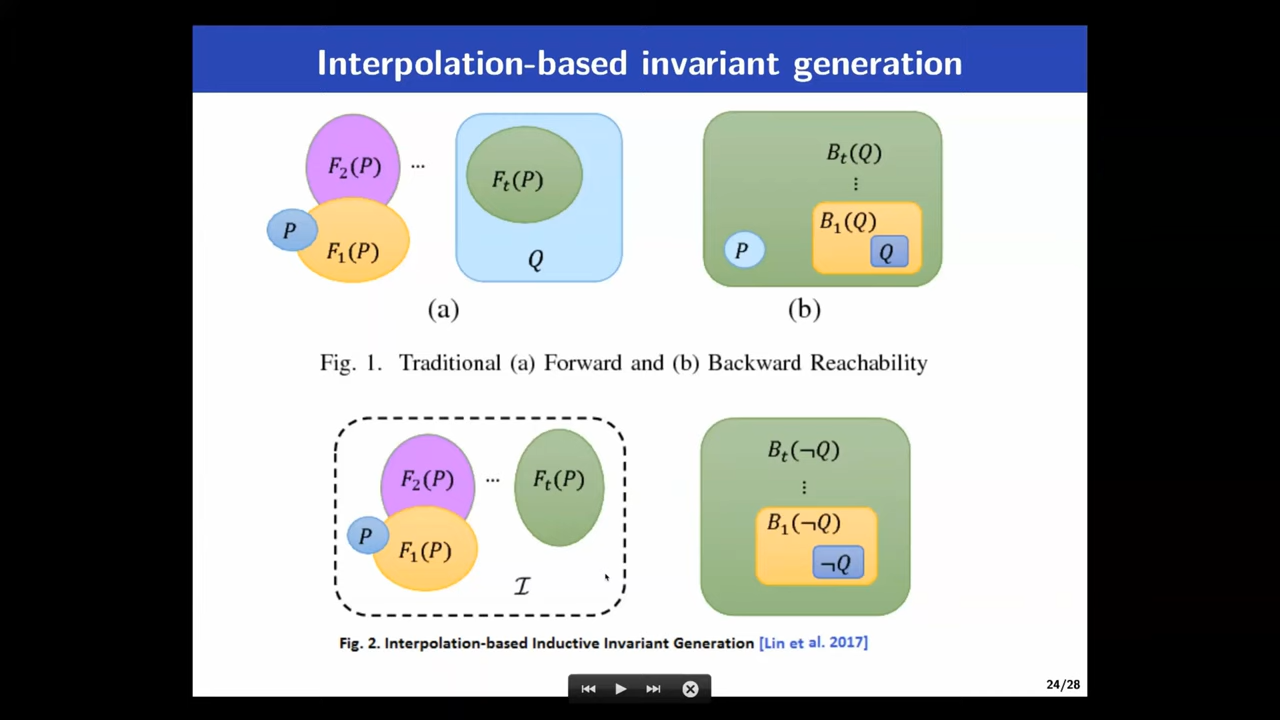 Interpolation-based invariant generation
F₂(P) ... Fₜ(P) Bₜ(Q)
⋮
P F₁(P) Q P B₁(Q) Q
(a) (b)
Fig. 1. Traditional (a) Forward and (b) Backward Reachability
F₂(P) ... Fₜ(P) Bₜ(¬Q)
⋮
P F₁(P) B₁(¬Q)
I ¬Q
Fig. 2. Interpolation-based Inductive Invariant Generation [Lin et al. 2017]
24/28